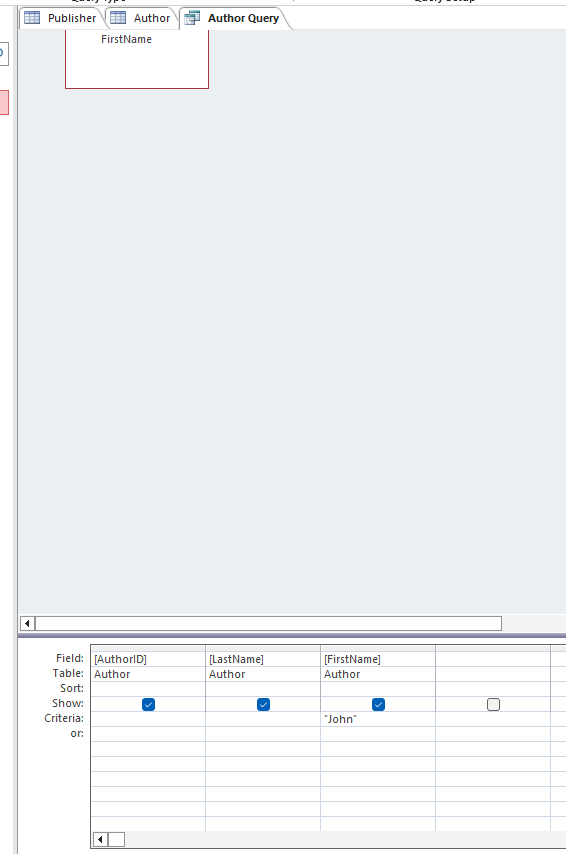 Publisher Author Author Query
FirstName
Field: [AuthorID] [LastName] [FirstName]
Table: Author Author Author
Sort:
Show:
Criteria: "John"
or: